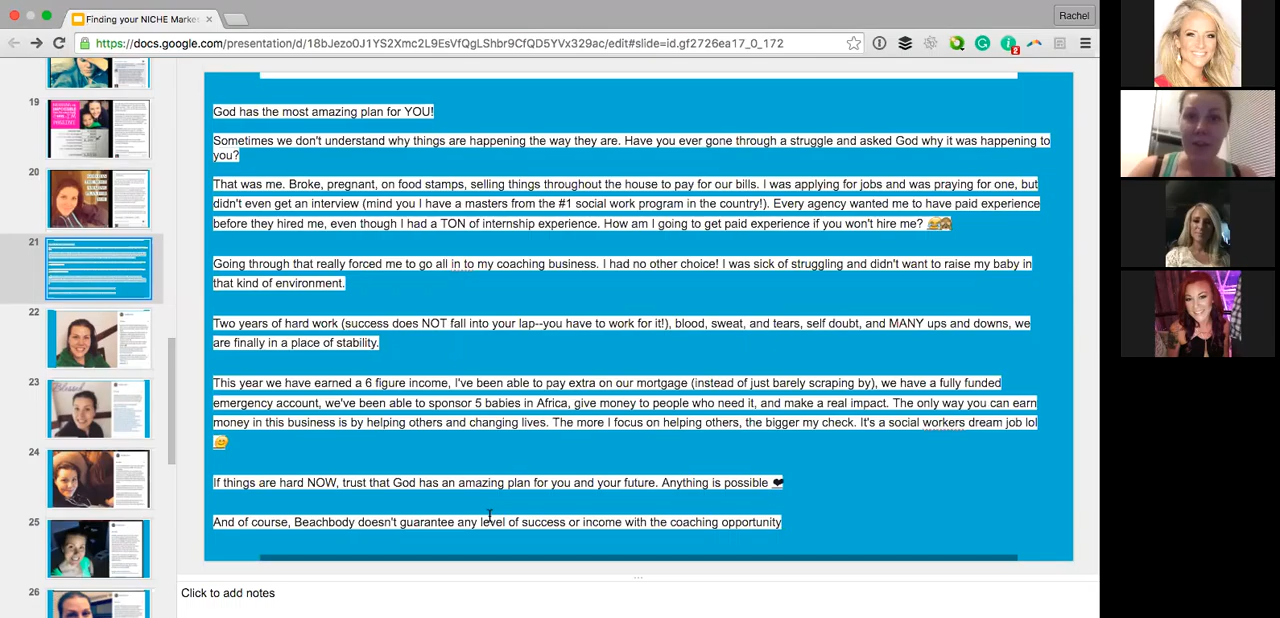 Finding your NICHE Marke
Rachel
https://docs.google.com/presentation/d/18bJezo0J1YS2Xmc2L9EsVfQgLShbr9CfQD5YVx329ac/edit#slide=id.gf2726ea17_0_172
2
19
20
21
22
23
24
25
26
God has the most amazing plan for YOU!
Sometimes we don't understand why things are happening the way they are. Have you ever gone through a struggle and asked God why it was happening to
you?
That was me. Broke, pregnant, on food stamps, selling things throughout the house to pay for bills. I was applying for jobs and was praying for one, but
didn't even get an interview (mind you I have a masters from the #1 social work program in the country!). Every agency wanted me to have paid experience
before they hired me, even though I had a TON of internship experience. How am I going to get paid experience if you won't hire me?
Going through that really forced me to go all in to my coaching business. I had no other choice! I was sick of struggling and didn't want to raise my baby in
that kind of environment.
Two years of hard work (success does NOT fall into your lap--you have to work for it), blood, sweat and tears, self doubt, and MANY ups and downs, we
are finally in a place of stability.
This year we have earned a 6 figure income, I've been able to pay extra on our mortgage (instead of just barely scraping by), we have a fully funded
emergency account, we've been able to sponsor 5 babies in Africa, give money to people who need it, and make a real impact. The only way you can earn
money in this business is by helping others and changing lives. The more I focus on helping others, the bigger my check. It's a social workers dream job lol
things are hard NOW, trust that God has an amazing plan for you and your future. Anything is possible
And of course, Beachbody doesn't guarantee any level of success or income with the coaching opportunity
Click to add notes